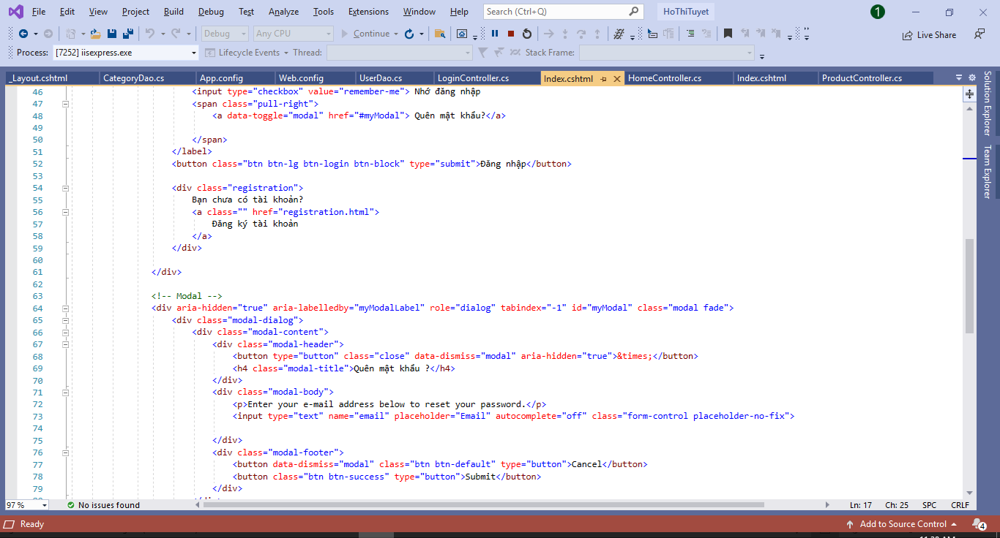 File Edit View Project Build Debug Test Analyze Tools Extensions Window Help Search (Ctrl+Q) HoThiTuyet 1
Debug Any CPU Continue Live Share
Process: [7252] iisexpress.exe Lifecycle Events Thread: Stack Frame:
_Layout.cshtml CategoryDao.cs App.config Web.config UserDao.cs LoginController.cs Index.cshtml HomeController.cs Index.cshtml ProductController.cs
Solution Explorer
Team Explorer
46 <input type="checkbox" value="remember-me"> Nhớ đăng nhập
47 <span class="pull-right">
48 <a data-toggle="modal" href="#myModal"> Quên mật khẩu?</a>
49
50 </span>
51 </label>
52 <button class="btn btn-lg btn-login btn-block" type="submit">Đăng nhập</button>
53
54 <div class="registration">
55 Bạn chưa có tài khoản?
56 <a class="" href="registration.html">
57 Đăng ký tài khoản
58 </a>
59 </div>
60
61 </div>
62
63 <!-- Modal -->
64 <div aria-hidden="true" aria-labelledby="myModalLabel" role="dialog" tabindex="-1" id="myModal" class="modal fade">
65 <div class="modal-dialog">
66 <div class="modal-content">
67 <div class="modal-header">
68 <button type="button" class="close" data-dismiss="modal" aria-hidden="true">&times;</button>
69 <h4 class="modal-title">Quên mật khẩu ?</h4>
70 </div>
71 <div class="modal-body">
72 <p>Enter your e-mail address below to reset your password.</p>
73 <input type="text" name="email" placeholder="Email" autocomplete="off" class="form-control placeholder-no-fix">
74
75 </div>
76 <div class="modal-footer">
77 <button data-dismiss="modal" class="btn btn-default" type="button">Cancel</button>
78 <button class="btn btn-success" type="button">Submit</button>
79 </div>
97 % No issues found Ln: 17 Ch: 25 SPC CRLF
Ready Add to Source Control 4